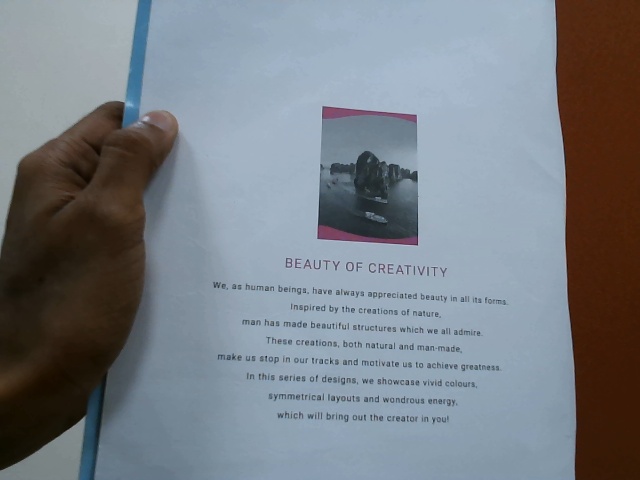 BEAUTY OF CREATIVITY
We, as human beings, have always appreciated beauty in all its forms.
Inspired by the creations of nature,
man has made beautiful structures which we all admire.
These creations, both natural and man-made,
make us stop in our tracks and motivate us to achieve greatness.
In this series of designs, we showcase vivid colours,
symmetrical layouts and wondrous energy,
which will bring out the creator in you!